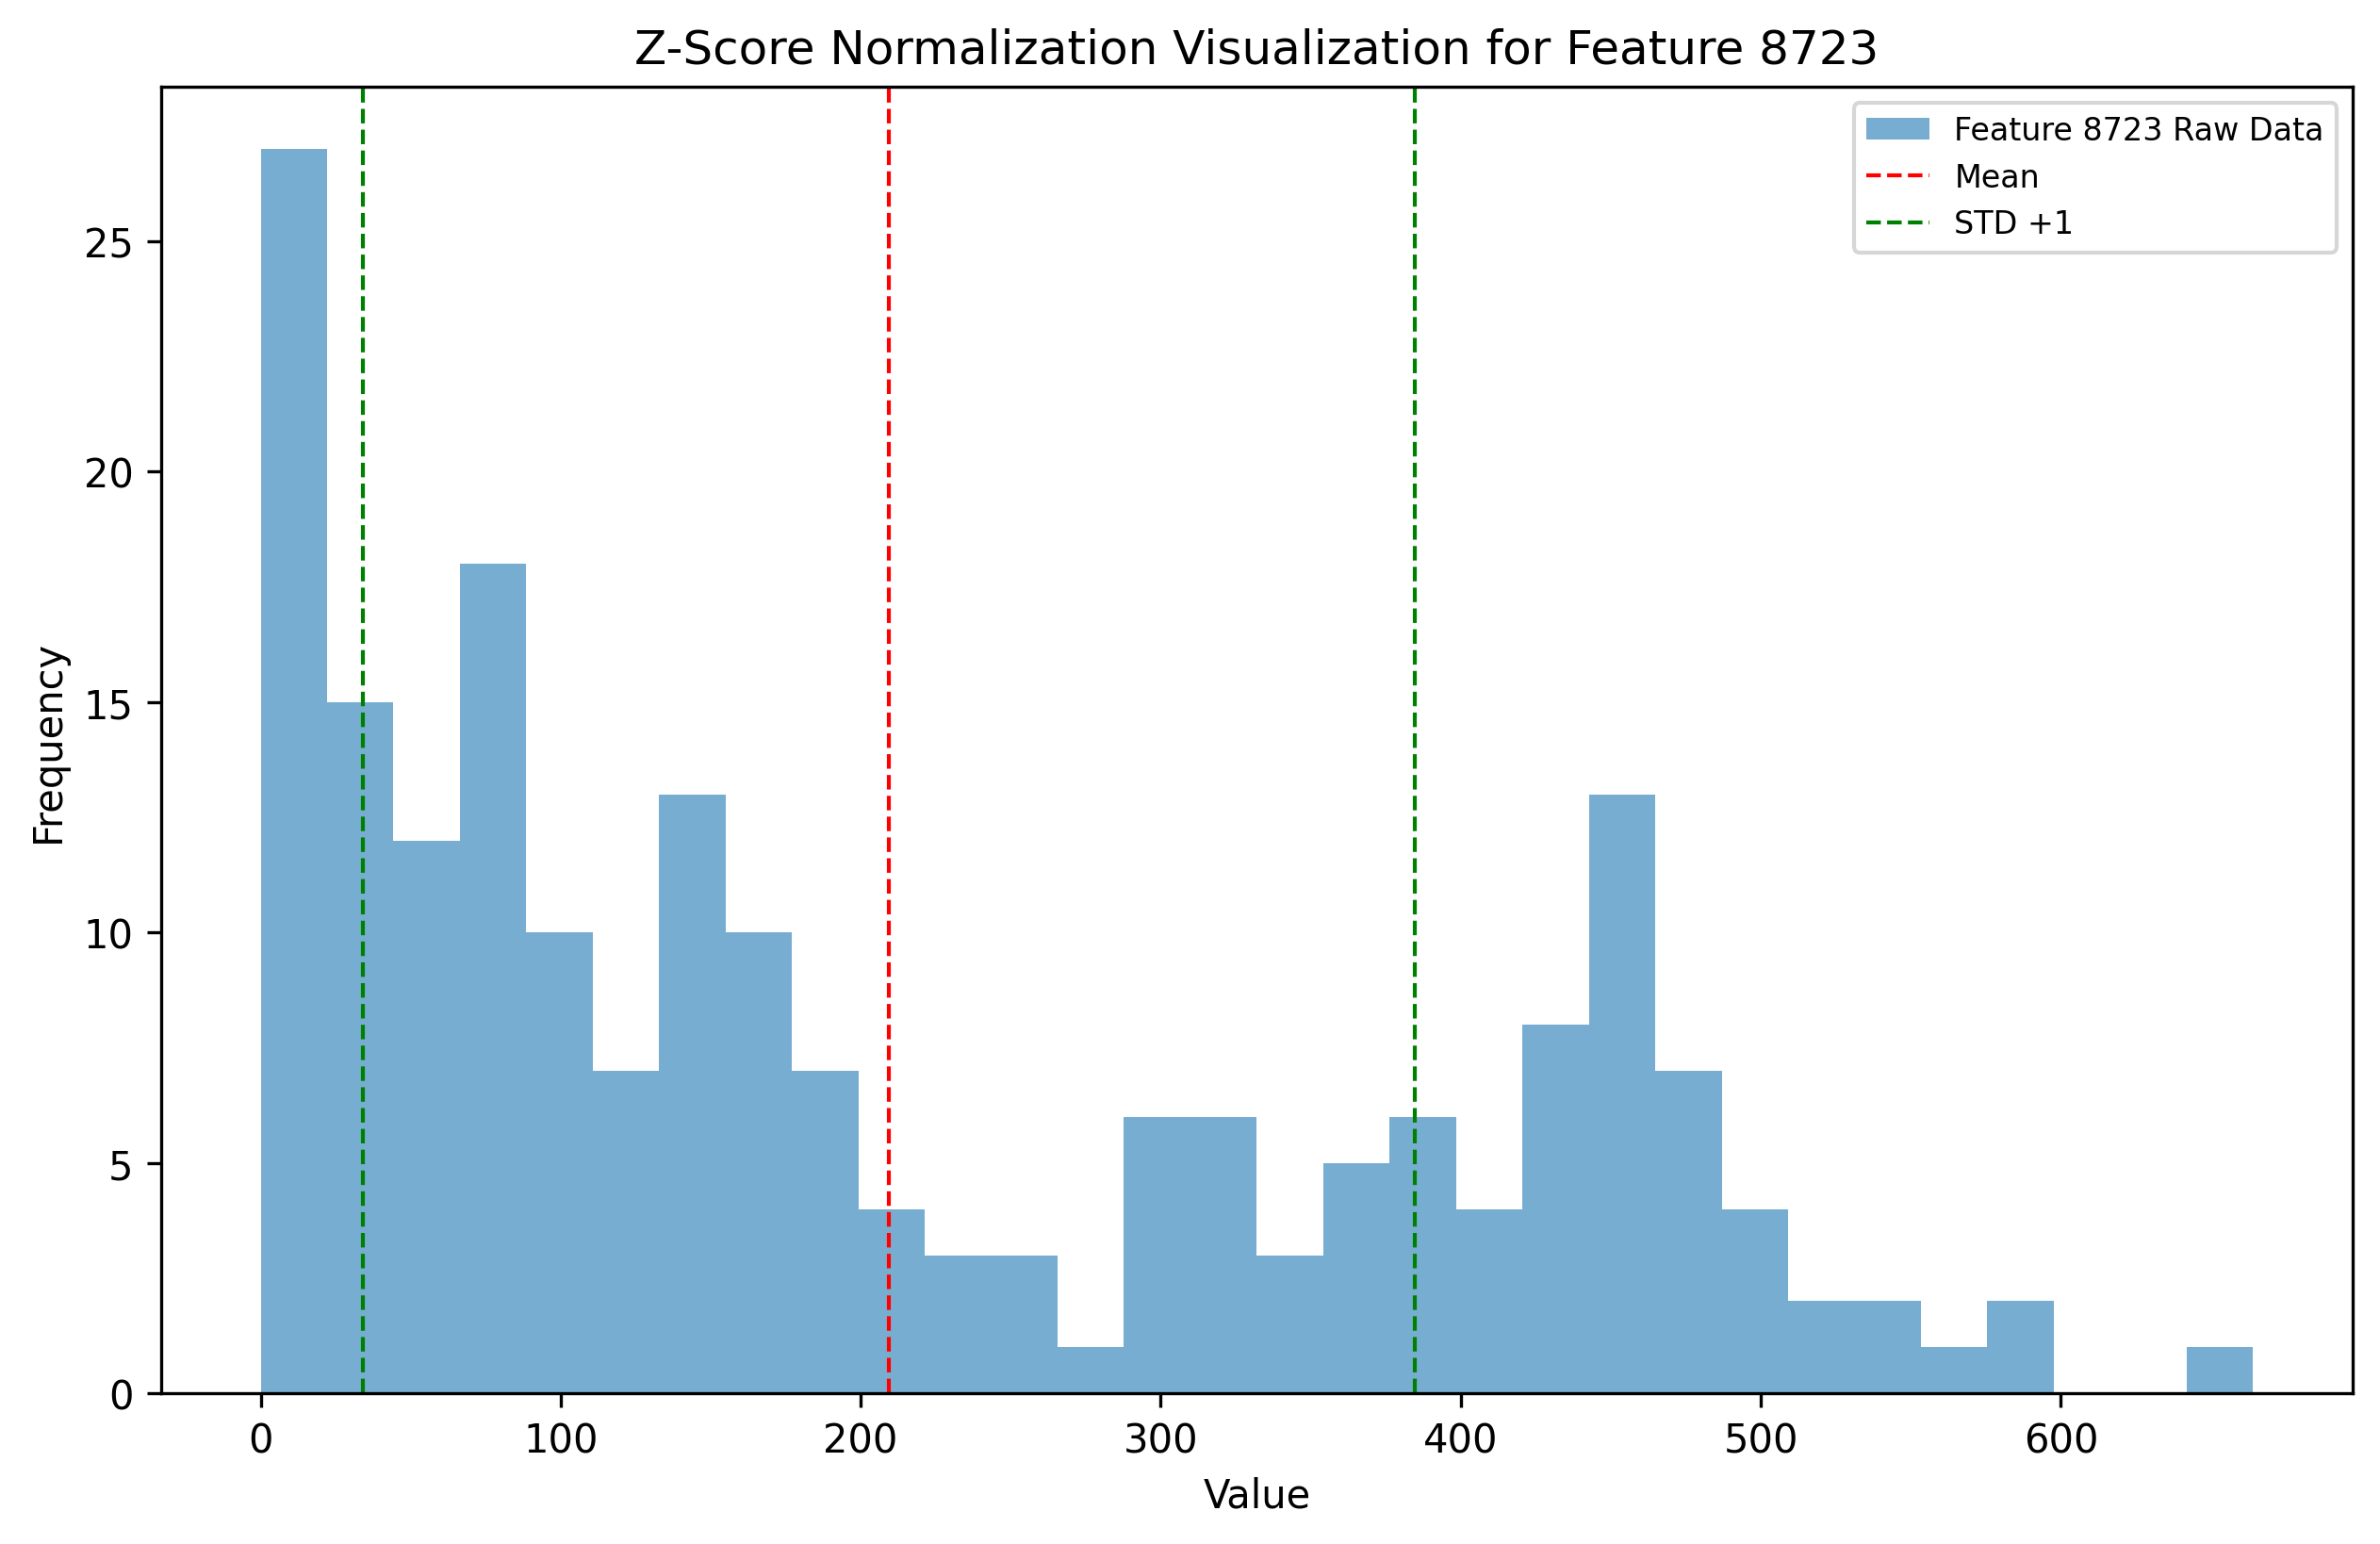 Z-Score Normalization Visualization for Feature 8723
Feature 8723 Raw Data
Mean
STD +1
Frequency
25
20
15
10
5
0
0 100 200 300 400 500 600
Value